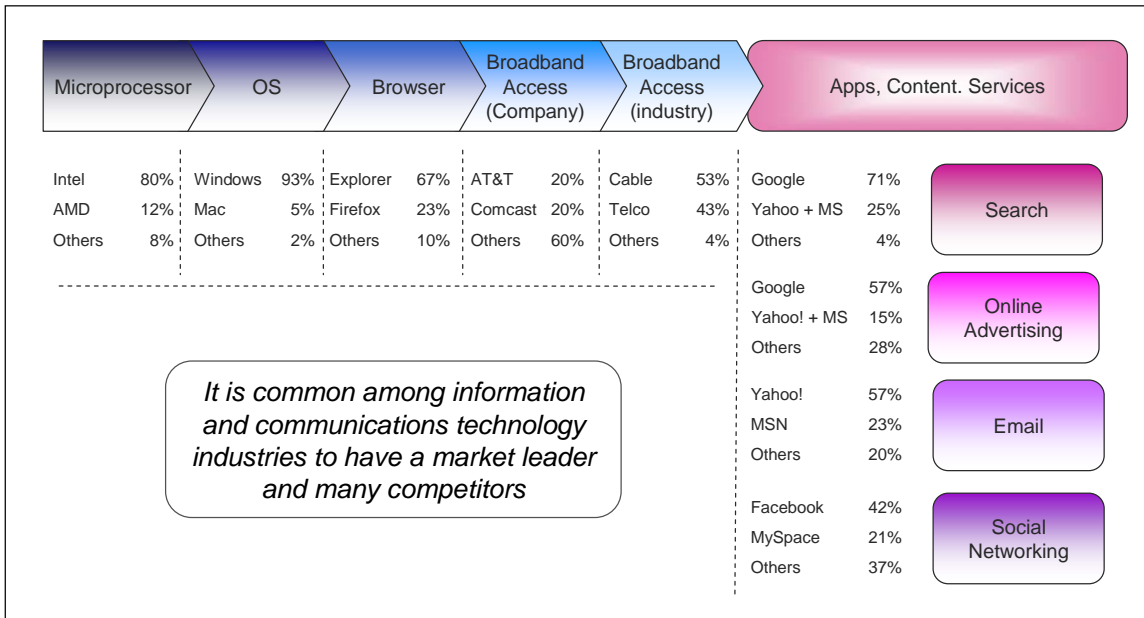 Microprocessor
OS
Browser
Broadband
Access
(Company)
Broadband
Access
(industry)
Apps, Content. Services
Intel 80%
AMD 12%
Others 8%
Windows 93%
Mac 5%
Others 2%
Explorer 67%
Firefox 23%
Others 10%
AT&T 20%
Comcast 20%
Others 60%
Cable 53%
Telco 43%
Others 4%
Google 71%
Yahoo + MS 25%
Others 4%
Search
Google 57%
Yahoo! + MS 15%
Others 28%
Online
Advertising
Yahoo! 57%
MSN 23%
Others 20%
Email
Facebook 42%
MySpace 21%
Others 37%
Social
Networking
It is common among information
and communications technology
industries to have a market leader
and many competitors